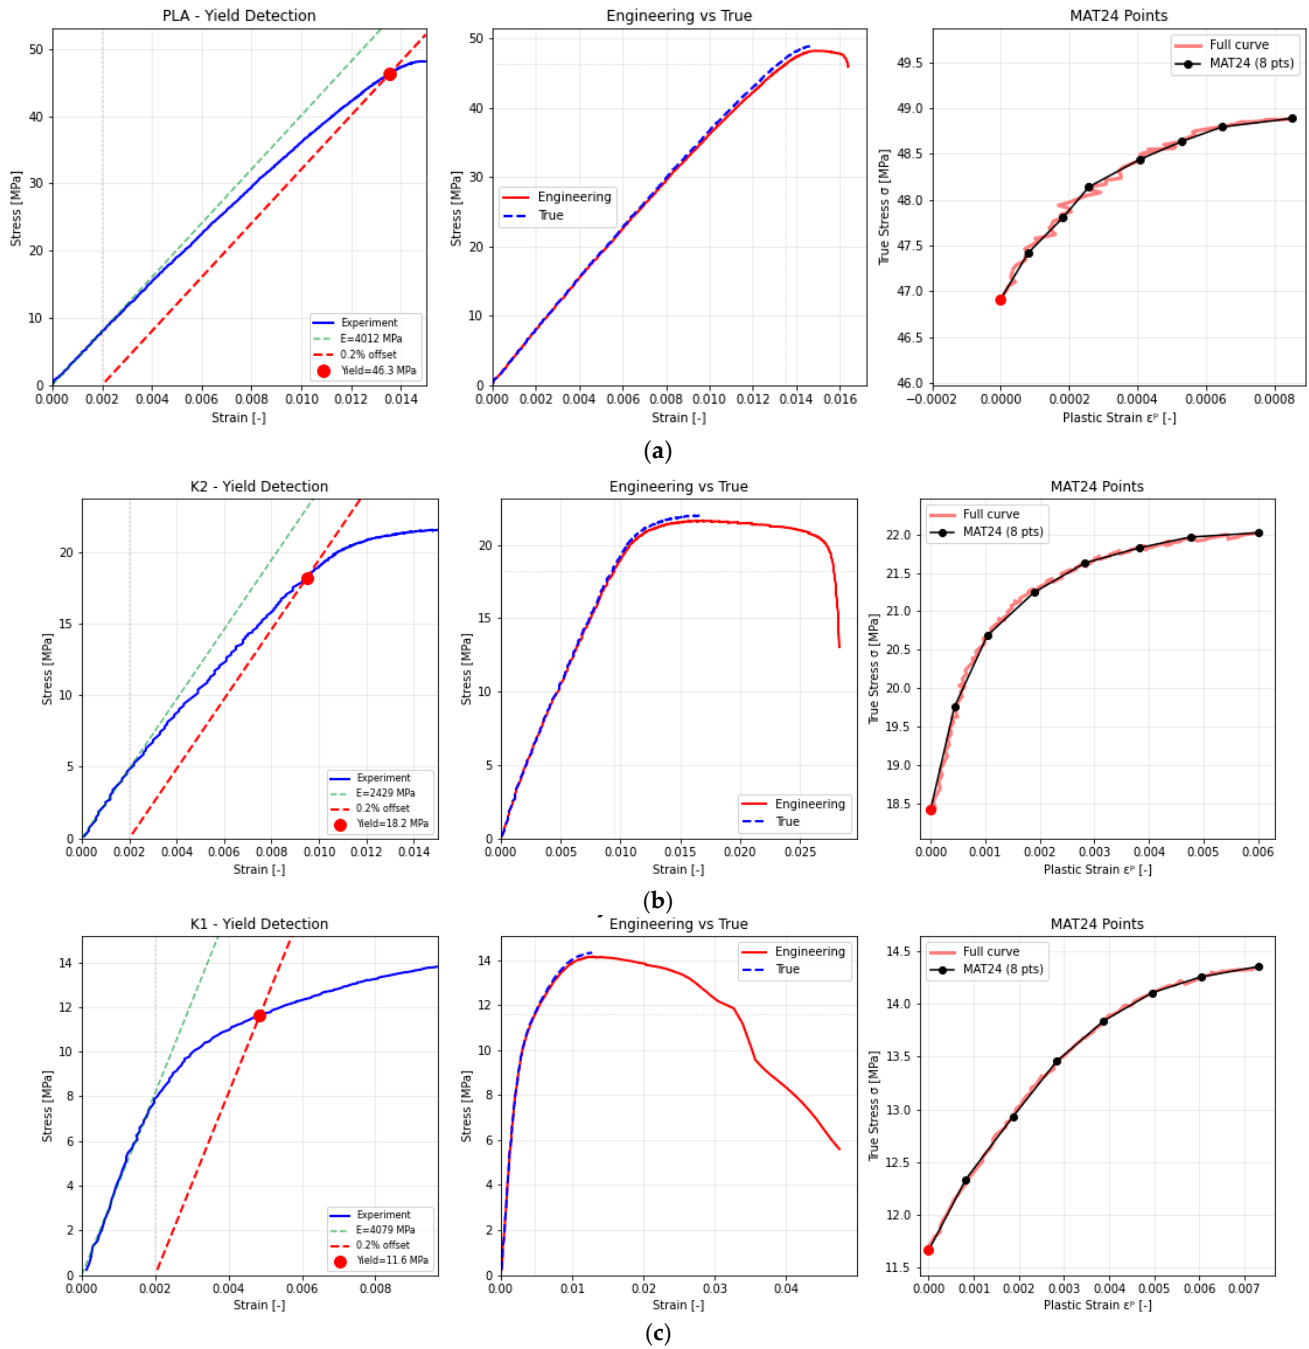 PLA - Yield Detection
Stress [MPa]
50
40
30
20
10
0
0.000 0.002 0.004 0.006 0.008 0.010 0.012 0.014
Strain [-]
Experiment
E=4012 MPa
0.2% offset
Yield=46.3 MPa
Engineering vs True
Stress [MPa]
50
40
30
20
10
0
0.000 0.002 0.004 0.006 0.008 0.010 0.012 0.014 0.016
Strain [-]
Engineering
True
MAT24 Points
True Stress σ [MPa]
49.5
49.0
48.5
48.0
47.5
47.0
46.5
46.0
−0.0002 0.0000 0.0002 0.0004 0.0006 0.0008
Plastic Strain εᵖ [-]
Full curve
MAT24 (8 pts)
(a)
K2 - Yield Detection
Stress [MPa]
20
15
10
5
0
0.000 0.002 0.004 0.006 0.008 0.010 0.012 0.014
Strain [-]
Experiment
E=2429 MPa
0.2% offset
Yield=18.2 MPa
Engineering vs True
Stress [MPa]
20
15
10
5
0
0.000 0.005 0.010 0.015 0.020 0.025
Strain [-]
Engineering
True
MAT24 Points
True Stress σ [MPa]
22.0
21.5
21.0
20.5
20.0
19.5
19.0
18.5
0.000 0.001 0.002 0.003 0.004 0.005 0.006
Plastic Strain εᵖ [-]
Full curve
MAT24 (8 pts)
(b)
K1 - Yield Detection
Stress [MPa]
14
12
10
8
6
4
2
0
0.000 0.002 0.004 0.006 0.008
Strain [-]
Experiment
E=4079 MPa
0.2% offset
Yield=11.6 MPa
Engineering vs True
Stress [MPa]
14
12
10
8
6
4
2
0
0.00 0.01 0.02 0.03 0.04
Strain [-]
Engineering
True
MAT24 Points
True Stress σ [MPa]
14.5
14.0
13.5
13.0
12.5
12.0
11.5
0.000 0.001 0.002 0.003 0.004 0.005 0.006 0.007
Plastic Strain εᵖ [-]
Full curve
MAT24 (8 pts)
(c)